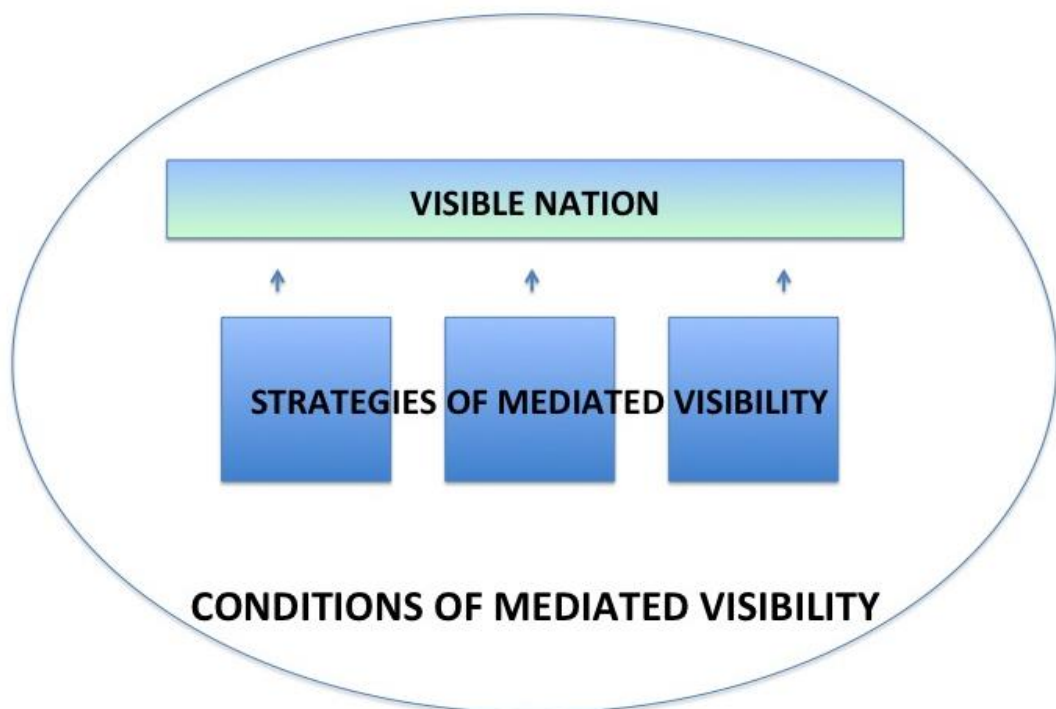 VISIBLE NATION
STRATEGIES OF MEDIATED VISIBILITY
CONDITIONS OF MEDIATED VISIBILITY